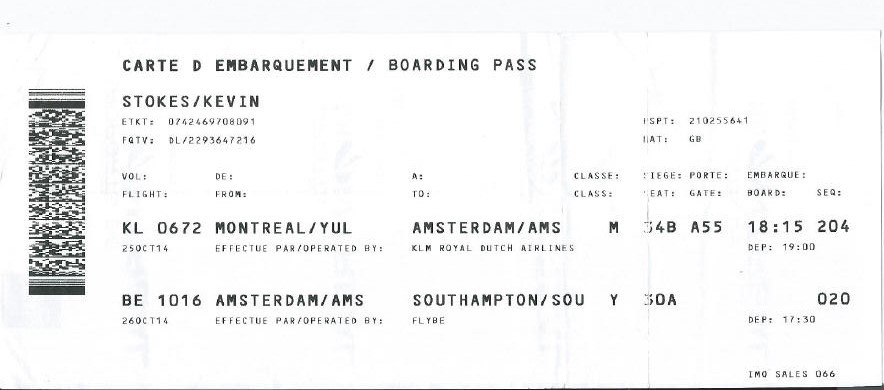 CARTE D EMBARQUEMENT / BOARDING PASS
STOKES/KEVIN
ETKT: 0742469708091 PSPT: 210255641
FQTV: DL/2293647216 NAT: GB
VOL: DE: A: CLASSE: SIEGE: PORTE: EMBARQUE:
FLIGHT: FROM: TO: CLASS: SEAT: GATE: BOARD: SEQ:
KL 0672 MONTREAL/YUL AMSTERDAM/AMS M 34B A55 18:15 204
25OCT14 EFFECTUE PAR/OPERATED BY: KLM ROYAL DUTCH AIRLINES DEP: 19:00
BE 1016 AMSTERDAM/AMS SOUTHAMPTON/SOU Y 30A 020
26OCT14 EFFECTUE PAR/OPERATED BY: FLYBE DEP: 17:30
IMO SALES 066